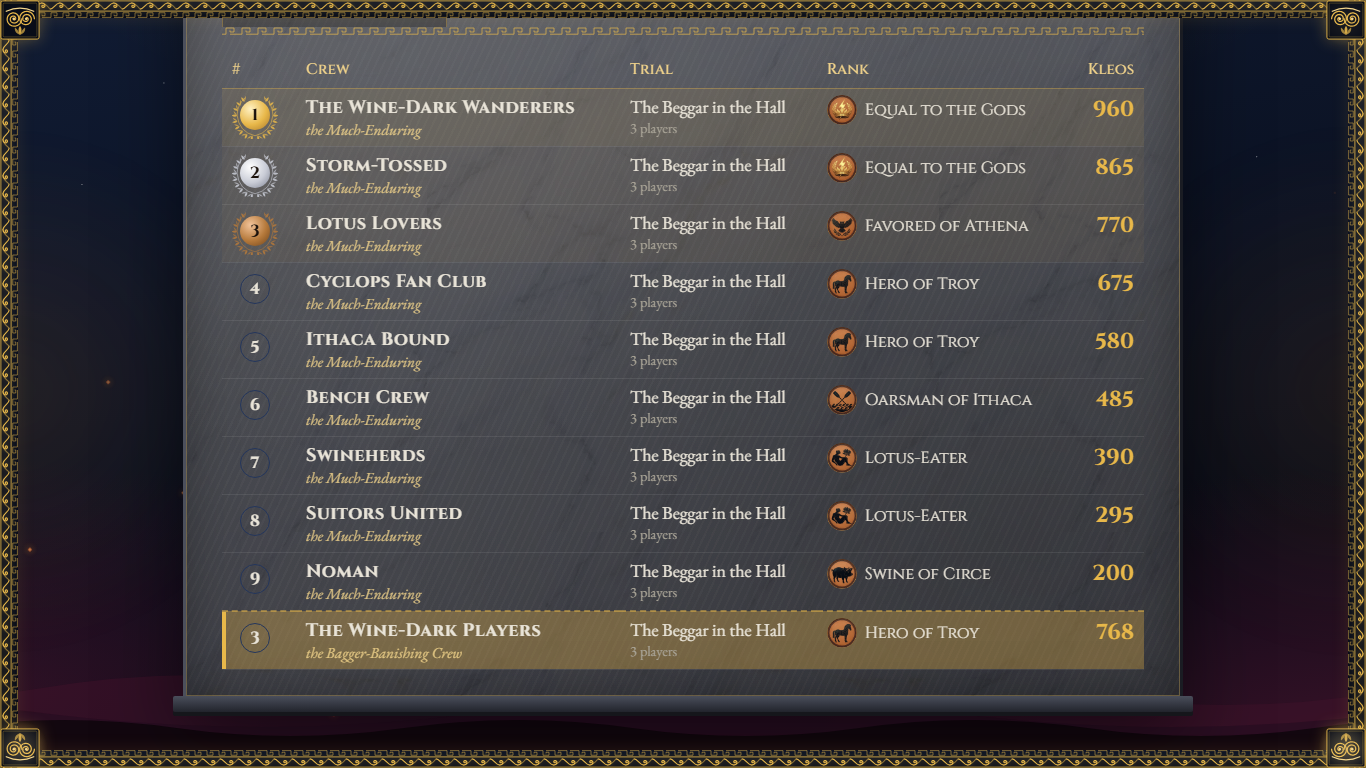 # Crew Trial Rank Kleos
1 The Wine-Dark Wanderers The Beggar in the Hall Equal to the Gods 960
the Much-Enduring 3 players
2 Storm-Tossed The Beggar in the Hall Equal to the Gods 865
the Much-Enduring 3 players
3 Lotus Lovers The Beggar in the Hall Favored of Athena 770
the Much-Enduring 3 players
4 Cyclops Fan Club The Beggar in the Hall Hero of Troy 675
the Much-Enduring 3 players
5 Ithaca Bound The Beggar in the Hall Hero of Troy 580
the Much-Enduring 3 players
6 Bench Crew The Beggar in the Hall Oarsman of Ithaca 485
the Much-Enduring 3 players
7 Swineherds The Beggar in the Hall Lotus-Eater 390
the Much-Enduring 3 players
8 Suitors United The Beggar in the Hall Lotus-Eater 295
the Much-Enduring 3 players
9 Noman The Beggar in the Hall Swine of Circe 200
the Much-Enduring 3 players
3 The Wine-Dark Players The Beggar in the Hall Hero of Troy 768
the Bagger-Banishing Crew 3 players